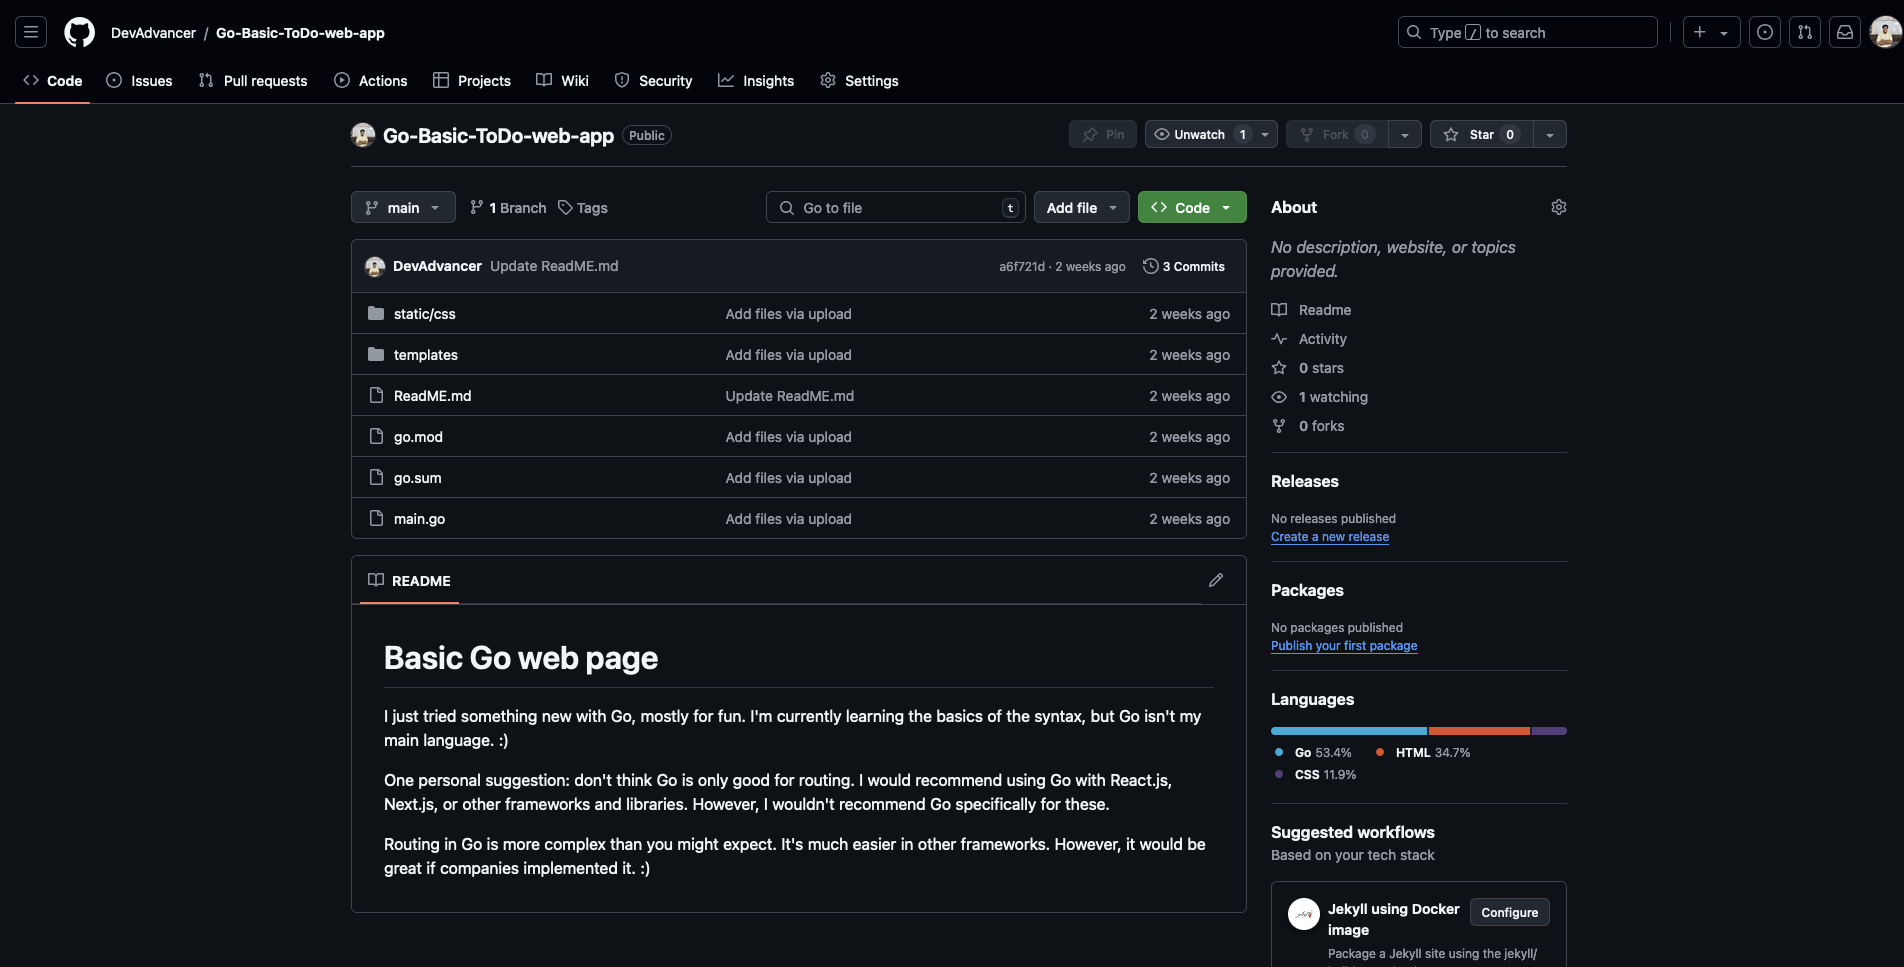 DevAdvancer / Go-Basic-ToDo-web-app
Type / to search
Code Issues Pull requests Actions Projects Wiki Security Insights Settings
Go-Basic-ToDo-web-app Public
Pin Unwatch 1 Fork 0 Star 0
main 1 Branch Tags Go to file t Add file Code
DevAdvancer Update ReadME.md a6f721d · 2 weeks ago 3 Commits
static/css Add files via upload 2 weeks ago
templates Add files via upload 2 weeks ago
ReadME.md Update ReadME.md 2 weeks ago
go.mod Add files via upload 2 weeks ago
go.sum Add files via upload 2 weeks ago
main.go Add files via upload 2 weeks ago
README
Basic Go web page
I just tried something new with Go, mostly for fun. I'm currently learning the basics of the syntax, but Go isn't my
main language. :)
One personal suggestion: don't think Go is only good for routing. I would recommend using Go with React.js,
Next.js, or other frameworks and libraries. However, I wouldn't recommend Go specifically for these.
Routing in Go is more complex than you might expect. It's much easier in other frameworks. However, it would be
great if companies implemented it. :)
About
No description, website, or topics
provided.
Readme
Activity
0 stars
1 watching
0 forks
Releases
No releases published
Create a new release
Packages
No packages published
Publish your first package
Languages
Go 53.4% HTML 34.7%
CSS 11.9%
Suggested workflows
Based on your tech stack
Jekyll using Docker
image
Configure
Package a Jekyll site using the jekyll/